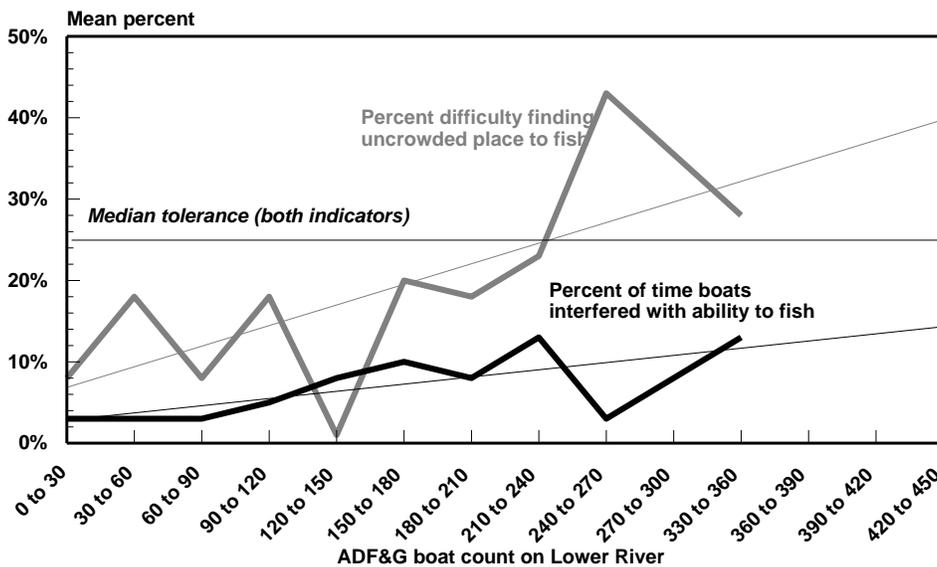 Mean percent
50%
40%
30%
20%
10%
0%
Percent difficulty finding
uncrowded place to fish
Median tolerance (both indicators)
Percent of time boats
interfered with ability to fish
0 to 30
30 to 60
60 to 90
90 to 120
120 to 150
150 to 180
180 to 210
210 to 240
240 to 270
270 to 300
330 to 360
360 to 390
390 to 420
420 to 450
ADF&G boat count on Lower River